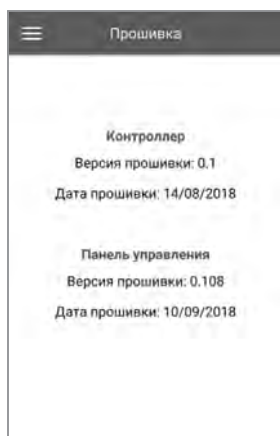 Прошивка
Контроллер
Версия прошивки: 0.1
Дата прошивки: 14/08/2018
Панель управления
Версия прошивки: 0.108
Дата прошивки: 10/09/2018